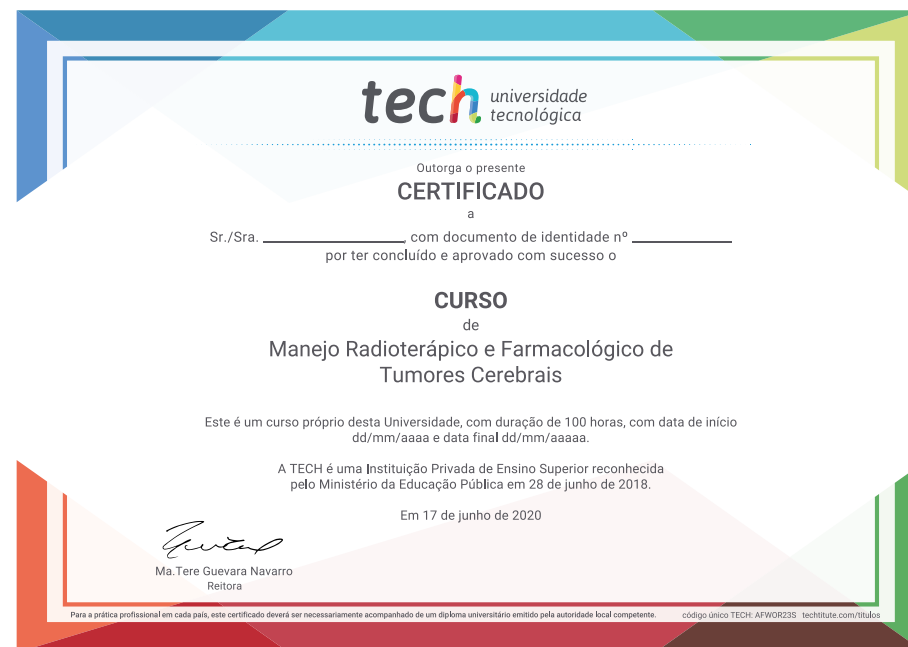 tech universidade
tecnológica
Outorga o presente
CERTIFICADO
a
Sr./Sra. ____________, com documento de identidade nº ____________
por ter concluído e aprovado com sucesso o
CURSO
de
Manejo Radioterápico e Farmacológico de
Tumores Cerebrais
Este é um curso próprio desta Universidade, com duração de 100 horas, com data de início
dd/mm/aaaa e data final dd/mm/aaaaa.
A TECH é uma Instituição Privada de Ensino Superior reconhecida
pelo Ministério da Educação Pública em 28 de junho de 2018.
Em 17 de junho de 2020
Ma.Tere Guevara Navarro
Reitora
Para a prática profissional em cada país, este certificado deverá ser necessariamente acompanhado de um diploma universitário emitido pela autoridade local competente. código único TECH: AFWOR23S techtitute.com/titulos